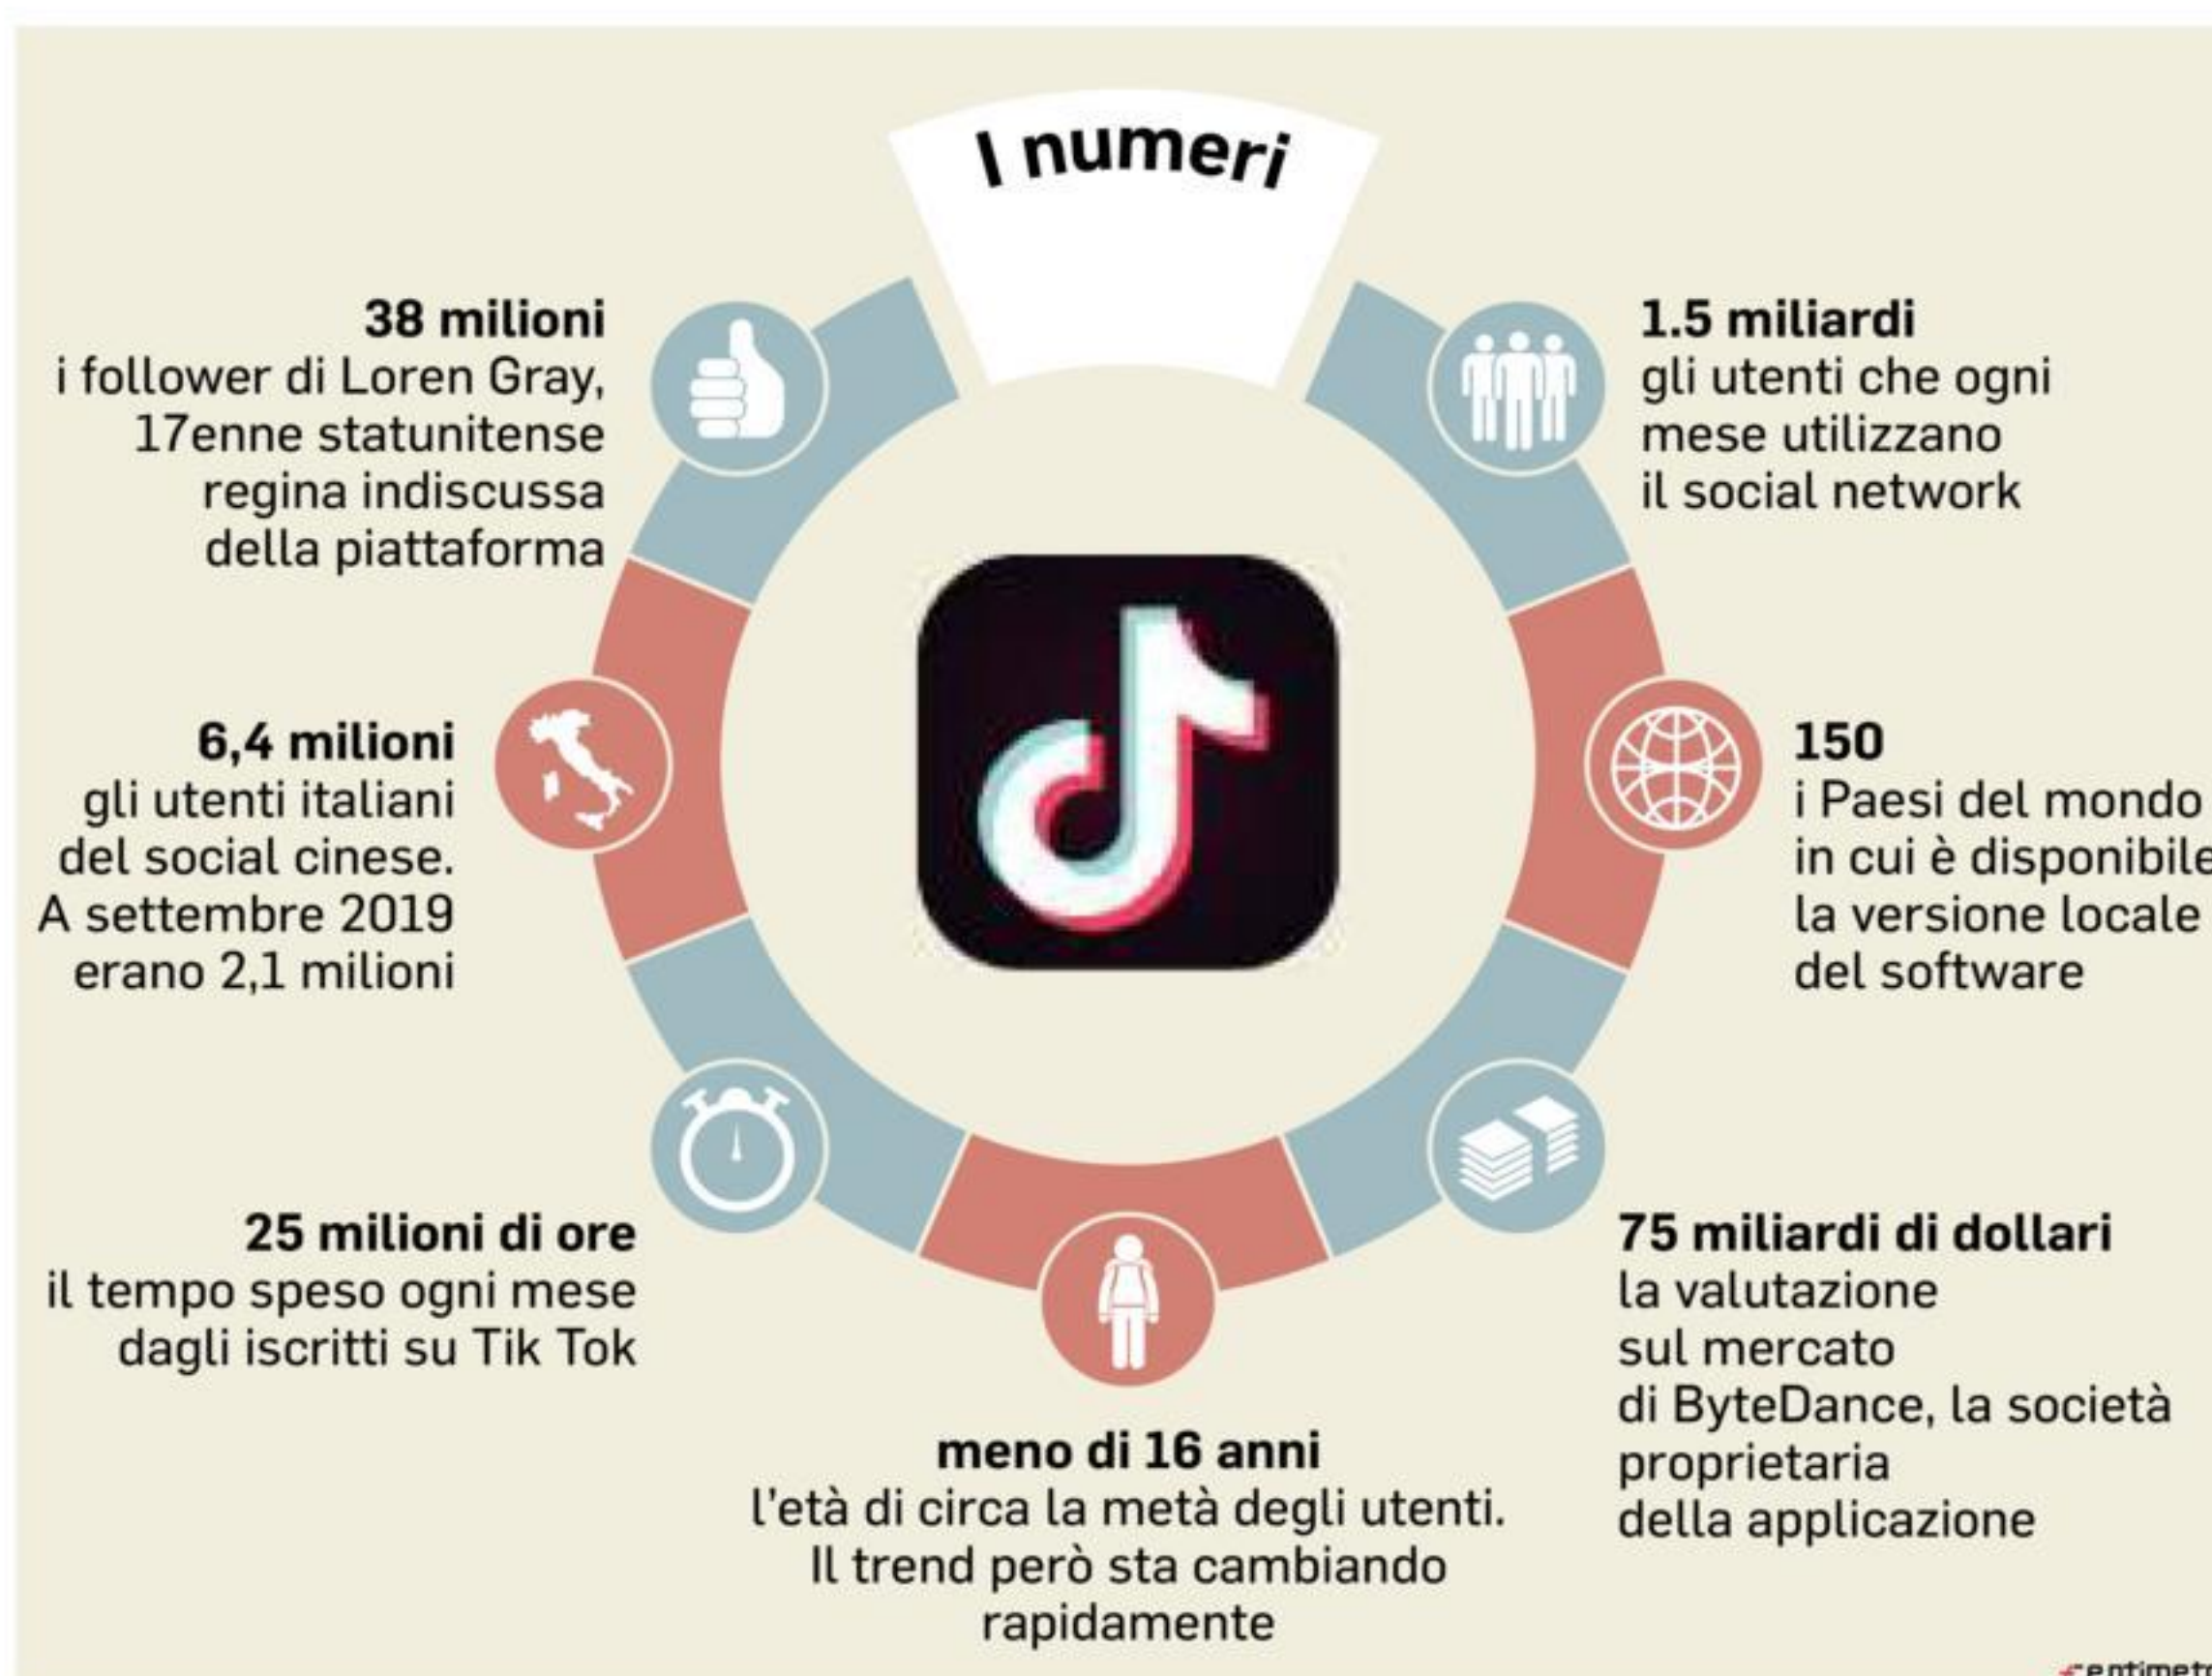 I numeri
38 milioni
i follower di Loren Gray,
17enne statunitense
regina indiscussa
della piattaforma
1.5 miliardi
gli utenti che ogni
mese utilizzano
il social network
6,4 milioni
gli utenti italiani
del social cinese.
A settembre 2019
erano 2,1 milioni
150
i Paesi del mondo
in cui è disponibile
la versione locale
del software
25 milioni di ore
il tempo speso ogni mese
dagli iscritti su Tik Tok
75 miliardi di dollari
la valutazione
sul mercato
di ByteDance, la società
proprietaria
della applicazione
meno di 16 anni
l'età di circa la metà degli utenti.
Il trend però sta cambiando
rapidamente